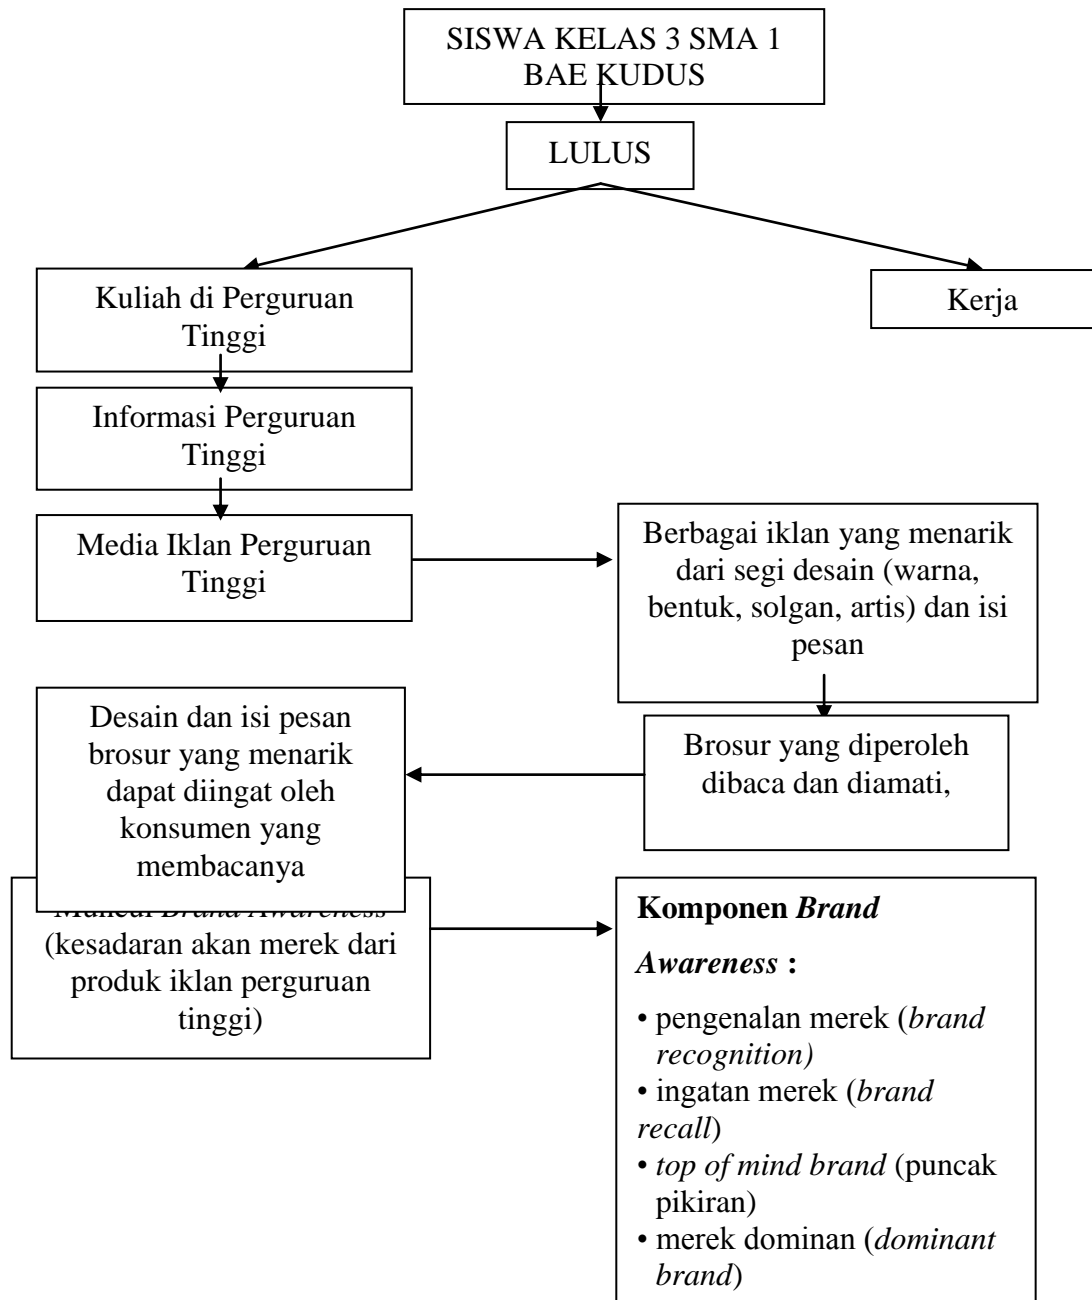 SISWA KELAS 3 SMA 1
BAE KUDUS
LULUS
Kuliah di Perguruan
Tinggi
Kerja
Informasi Perguruan
Tinggi
Media Iklan Perguruan
Tinggi
Berbagai iklan yang menarik
dari segi desain (warna,
bentuk, solgan, artis) dan isi
pesan
Brosur yang diperoleh
dibaca dan diamati,
Desain dan isi pesan
brosur yang menarik
dapat diingat oleh
konsumen yang
membacanya
Brand Awareness
(kesadaran akan merek dari
produk iklan perguruan
tinggi)
Komponen Brand
Awareness :
• pengenalan merek (brand
recognition)
• ingatan merek (brand
recall)
• top of mind brand (puncak
pikiran)
• merek dominan (dominant
brand)